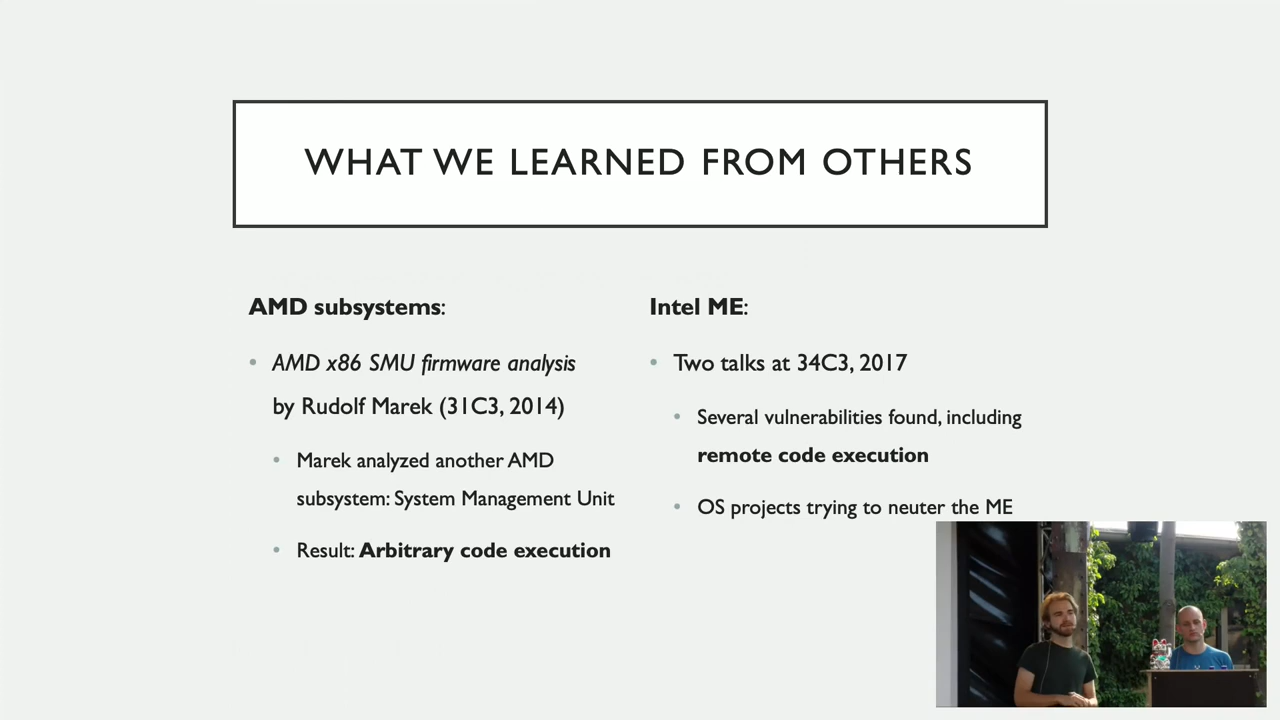 WHAT WE LEARNED FROM OTHERS
AMD subsystems:
• AMD x86 SMU firmware analysis
by Rudolf Marek (31C3, 2014)
• Marek analyzed another AMD
subsystem: System Management Unit
• Result: Arbitrary code execution
Intel ME:
• Two talks at 34C3, 2017
• Several vulnerabilities found, including
remote code execution
• OS projects trying to neuter the ME